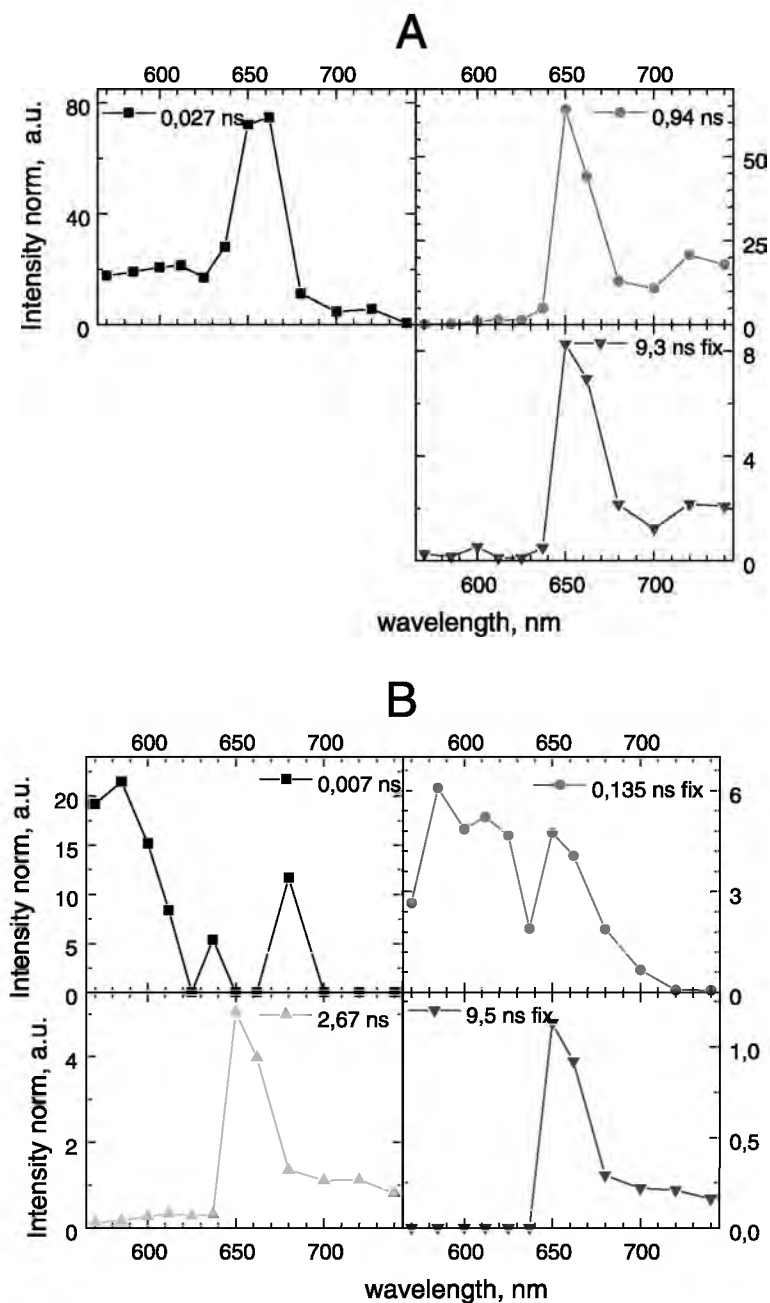 A
600 650 700 600 650 700
80 0,027 ns 0,94 ns
50
40
25
0 0
Intensity norm, a.u.
9,3 ns fix 8
4
0
600 650 700
wavelength, nm
B
600 650 700 600 650 700
20 0,007 ns 0,135 ns fix 6
15
10 3
5
0 0
Intensity norm, a.u.
2,67 ns 9,5 ns fix
4 1,0
2 0,5
0 0,0
Intensity norm, a.u.
600 650 700 600 650 700
wavelength, nm